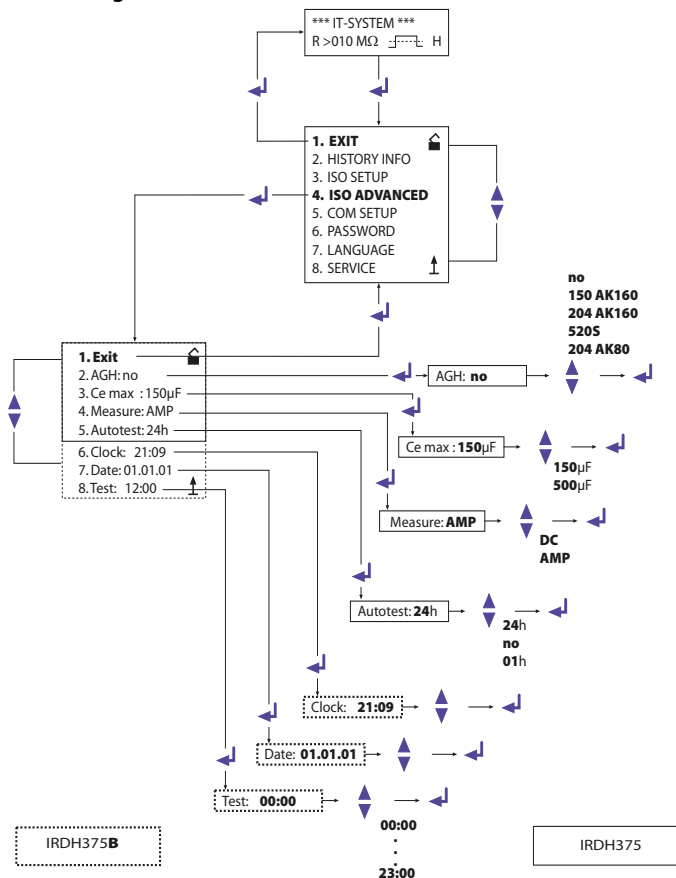 *** IT-SYSTEM ***
R >010 MΩ H
1. EXIT
2. HISTORY INFO
3. ISO SETUP
4. ISO ADVANCED
5. COM SETUP
6. PASSWORD
7. LANGUAGE
8. SERVICE
no
150 AK160
204 AK160
520S
204 AK80
1. Exit
2. AGH: no
3. Ce max : 150µF
4. Measure: AMP
5. Autotest: 24h
6. Clock: 21:09
7. Date: 01.01.01
8. Test: 12:00
AGH: no
Ce max : 150µF
150µF
500µF
Measure: AMP
DC
AMP
Autotest: 24h
24h
no
01h
Clock: 21:09
Date: 01.01.01
Test: 00:00
00:00
.
.
.
23:00
IRDH375B
IRDH375